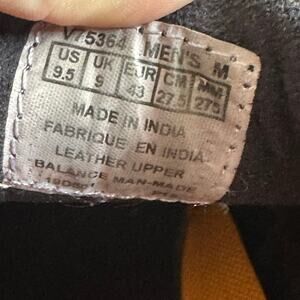 V75364 MEN'S M
US UK EUR CM MM
9.5 9 43 27.5 275
MADE IN INDIA
FABRIQUE EN INDIA
LEATHER UPPER
BALANCE MAN-MADE